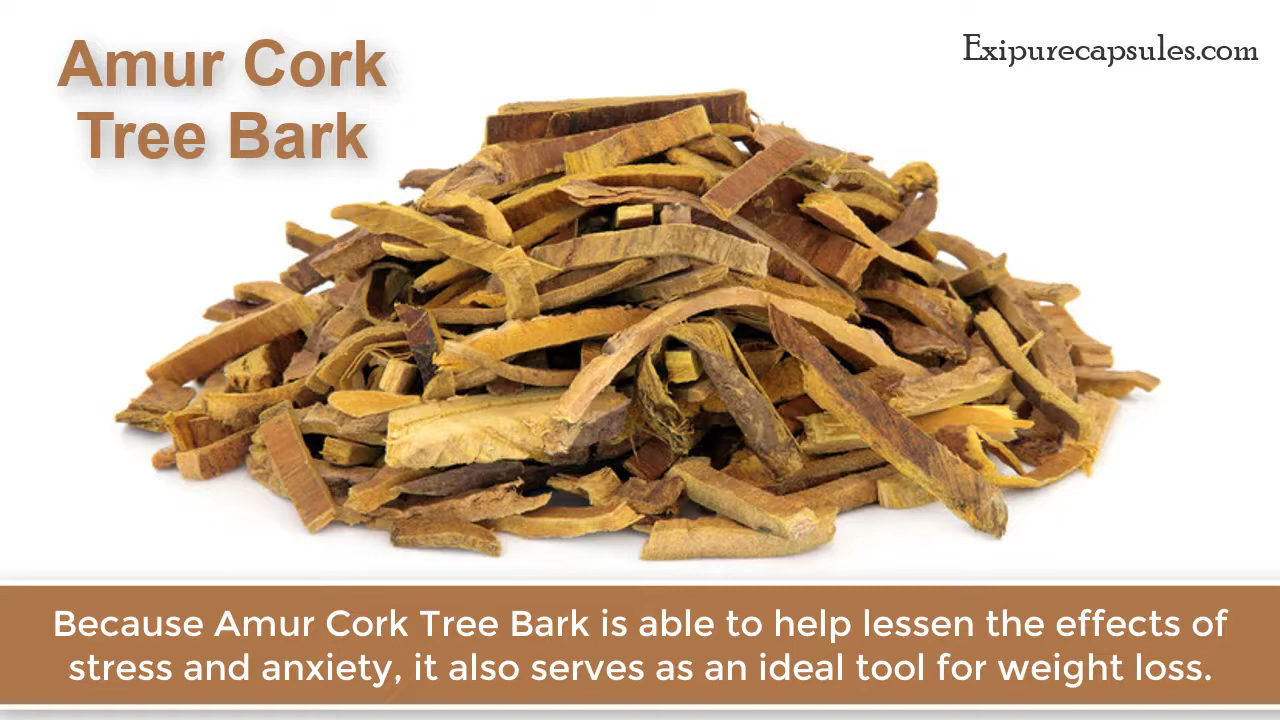 Amur Cork
Tree Bark
Exipurecapsules.com
Because Amur Cork Tree Bark is able to help lessen the effects of
stress and anxiety, it also serves as an ideal tool for weight loss.